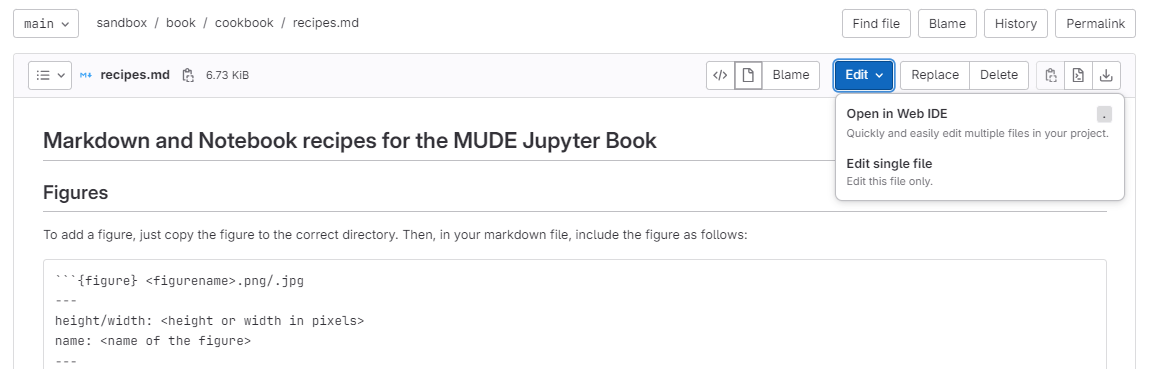 main
sandbox / book / cookbook / recipes.md
Find file
Blame
History
Permalink
M↓ recipes.md
6.73 KiB
</>
Blame
Edit
Replace
Delete
Open in Web IDE .
Quickly and easily edit multiple files in your project.
Edit single file
Edit this file only.
Markdown and Notebook recipes for the MUDE Jupyter Book
Figures
To add a figure, just copy the figure to the correct directory. Then, in your markdown file, include the figure as follows:
```{figure} <figurename>.png/.jpg
---
height/width: <height or width in pixels>
name: <name of the figure>
---